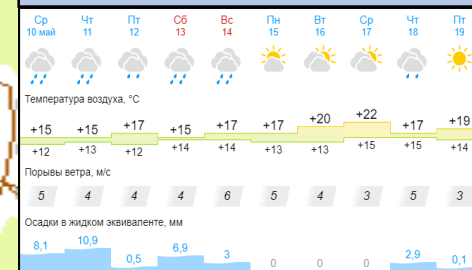 Ср Чт Пт Сб Вс Пн Вт Ср Чт Пт
10 май 11 12 13 14 15 16 17 18 19
Температура воздуха, °C
+15 +15 +17 +15 +17 +17 +20 +22 +17 +19
+12 +13 +12 +14 +14 +13 +13 +15 +15 +14
Порывы ветра, м/с
5 4 4 4 6 5 4 3 5 3
Осадки в жидком эквиваленте, мм
8,1 10,9 0,5 6,9 3 0 0 0 2,9 0,1